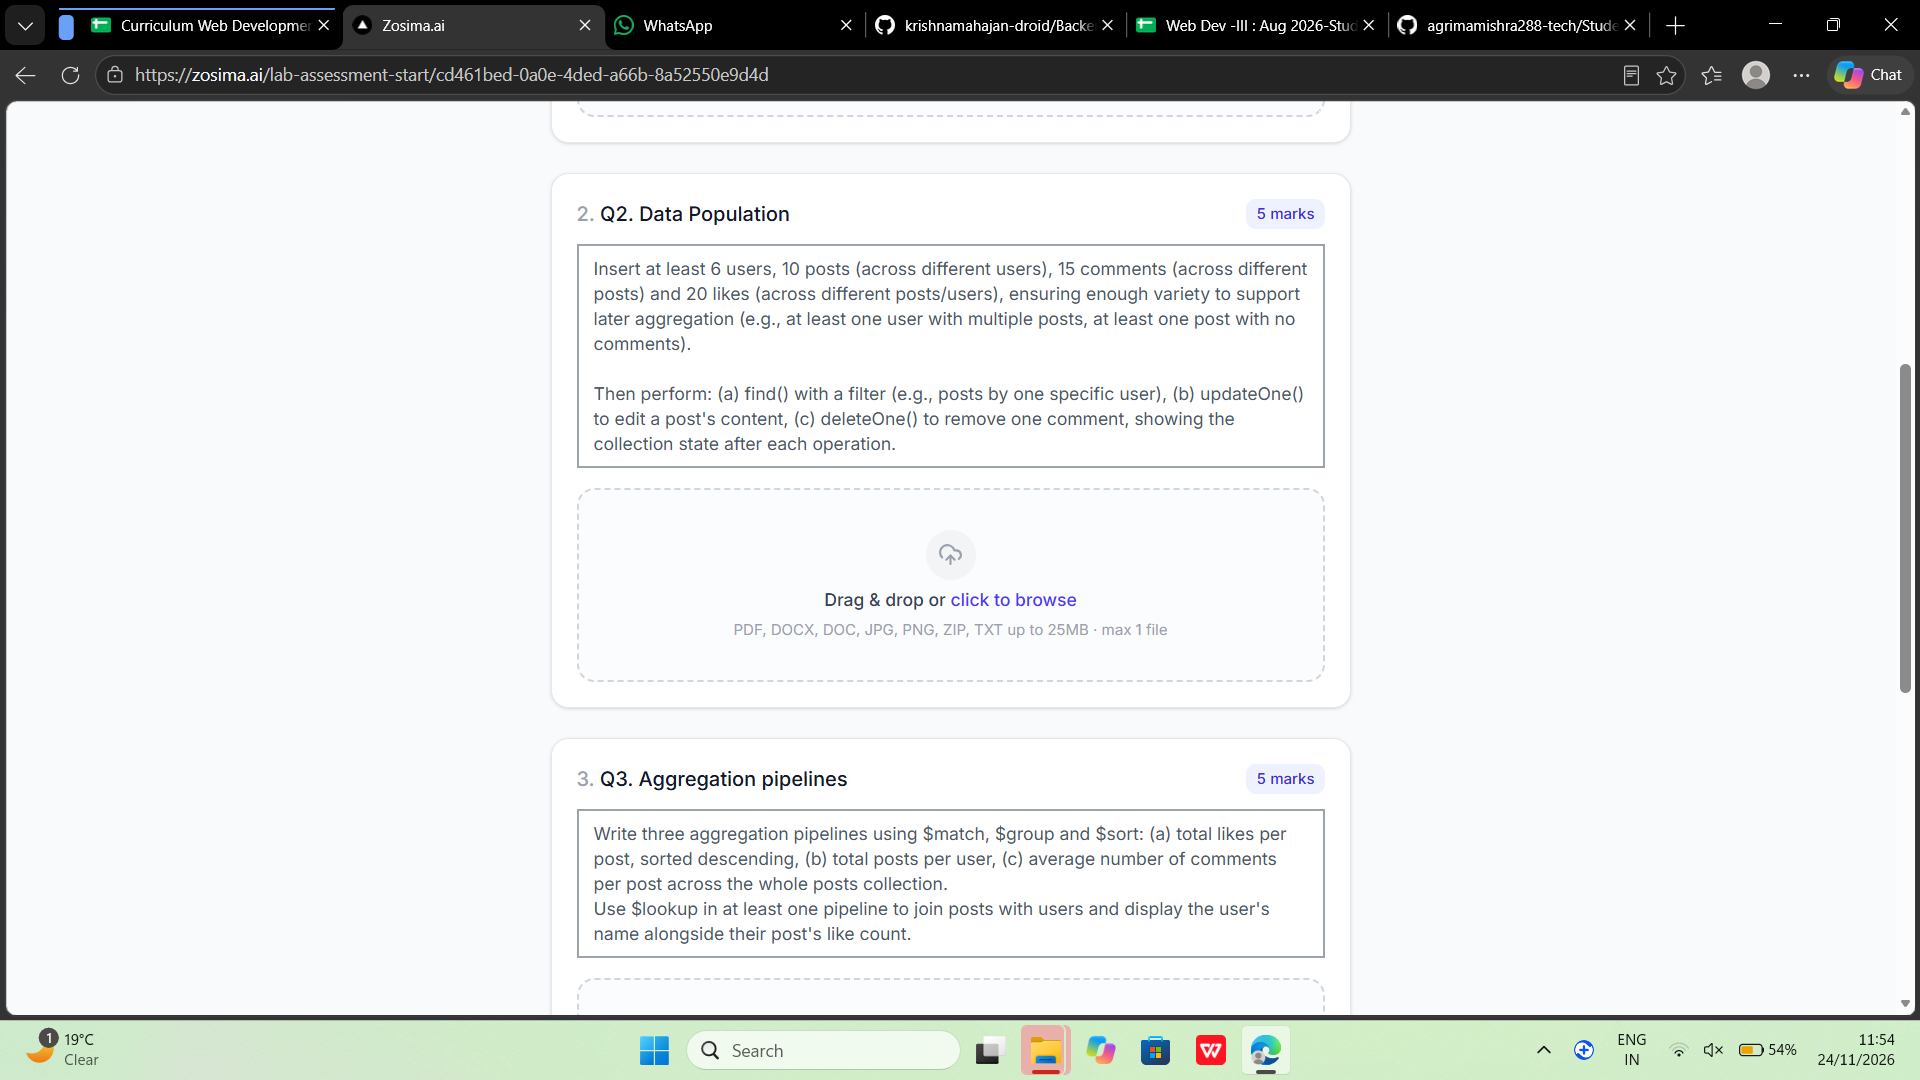 Curriculum Web Developme
Zosima.ai
WhatsApp
krishnamahajan-droid/Backe
Web Dev -III : Aug 2026-Stud
agrimamishra288-tech/Stude
https://zosima.ai/lab-assessment-start/cd461bed-0a0e-4ded-a66b-8a52550e9d4d
Chat
2. Q2. Data Population
5 marks
Insert at least 6 users, 10 posts (across different users), 15 comments (across different
posts) and 20 likes (across different posts/users), ensuring enough variety to support
later aggregation (e.g., at least one user with multiple posts, at least one post with no
comments).
Then perform: (a) find() with a filter (e.g., posts by one specific user), (b) updateOne()
to edit a post's content, (c) deleteOne() to remove one comment, showing the
collection state after each operation.
Drag & drop or click to browse
PDF, DOCX, DOC, JPG, PNG, ZIP, TXT up to 25MB · max 1 file
3. Q3. Aggregation pipelines
5 marks
Write three aggregation pipelines using $match, $group and $sort: (a) total likes per
post, sorted descending, (b) total posts per user, (c) average number of comments
per post across the whole posts collection.
Use $lookup in at least one pipeline to join posts with users and display the user's
name alongside their post's like count.
1
19°C
Clear
Search
ENG
IN
54%
11:54
24/11/2026